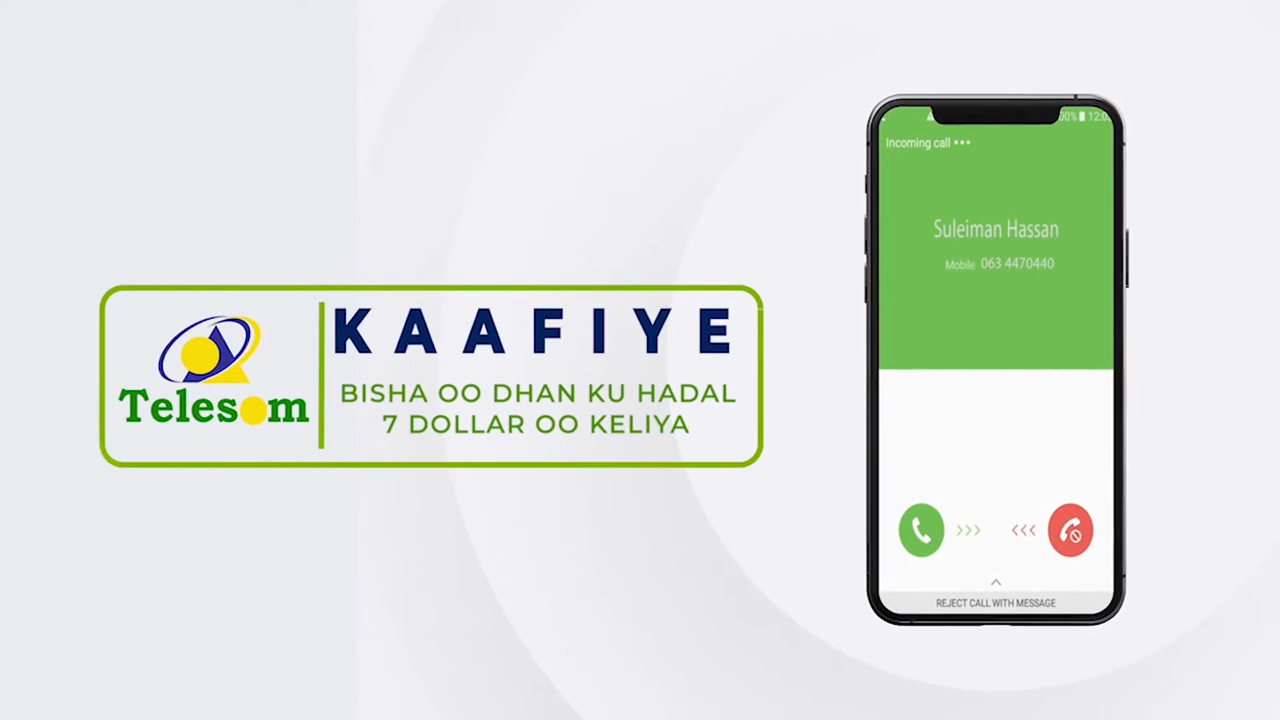 Telesom
KAAFIYE
BISHA OO DHAN KU HADAL
7 DOLLAR OO KELIYA
Incoming call •••
Suleiman Hassan
Mobile 063 4470440
REJECT CALL WITH MESSAGE